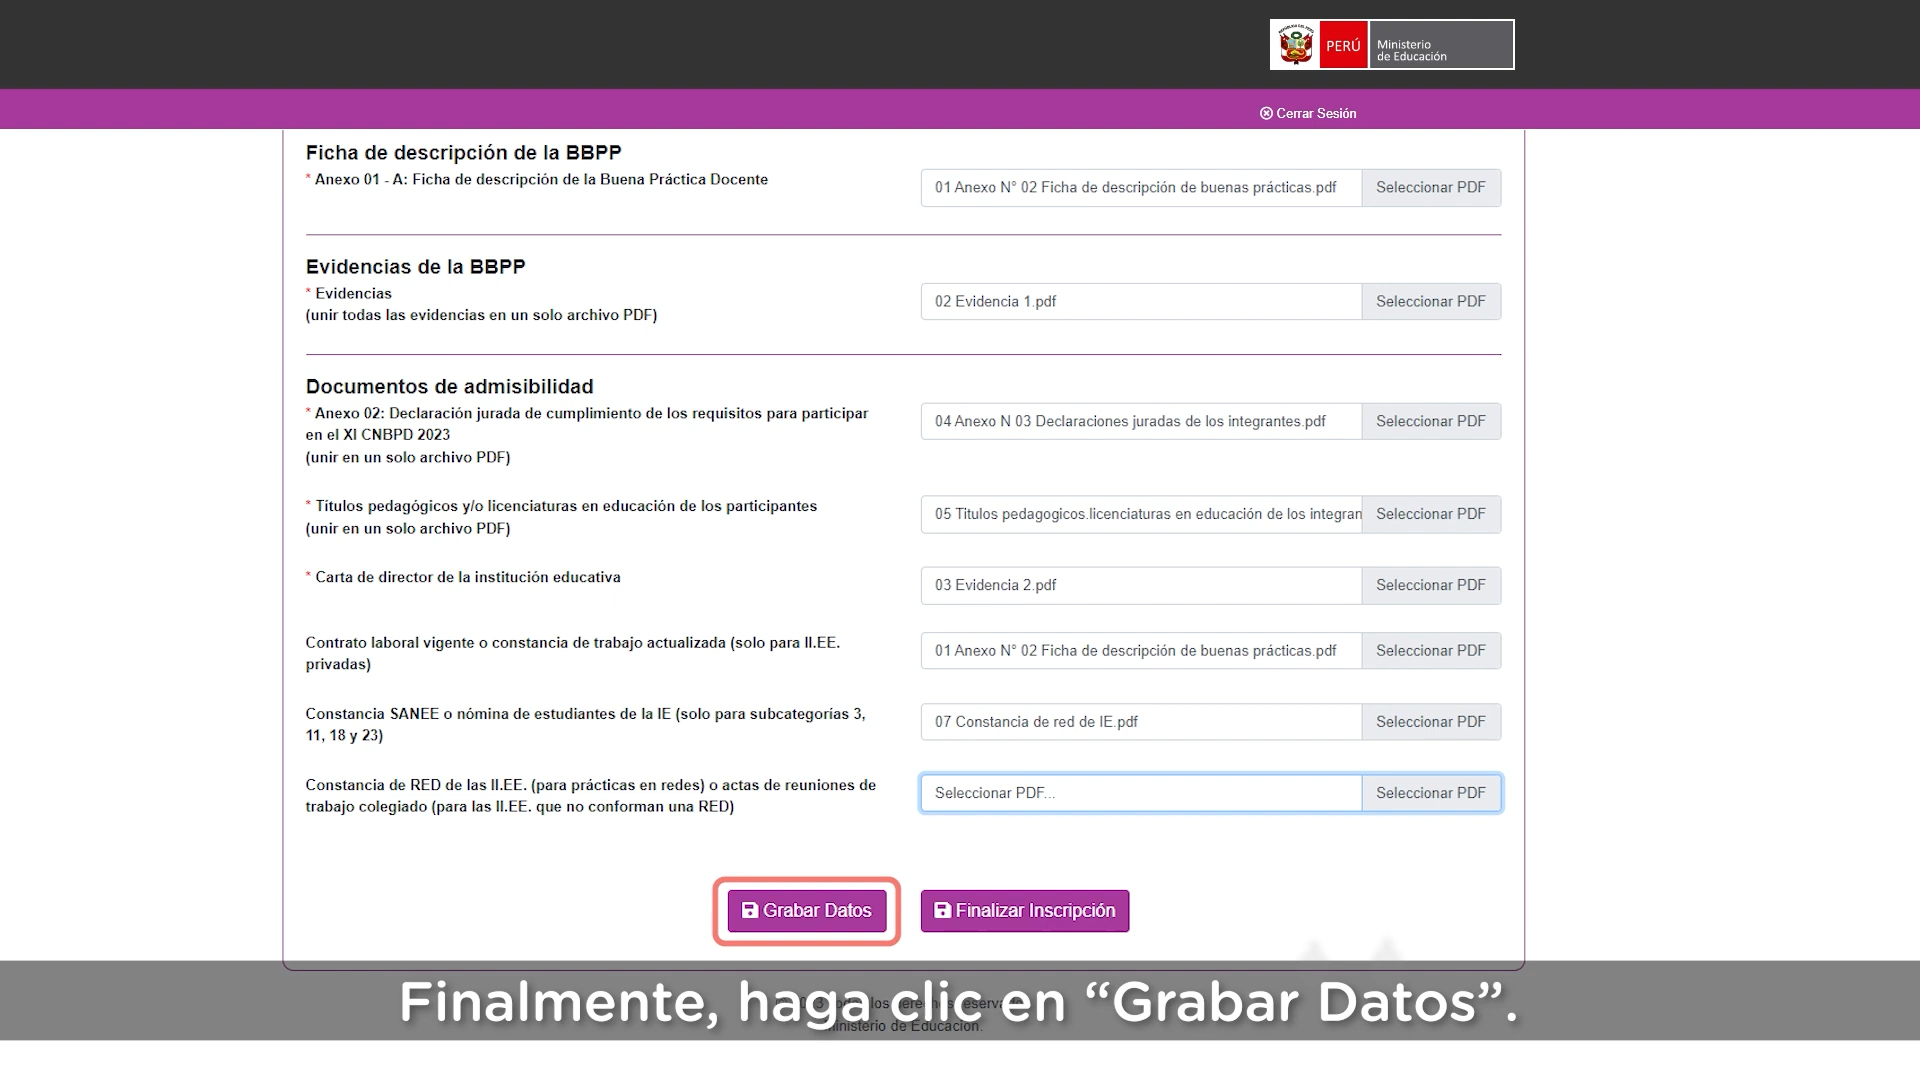 PERÚ
Ministerio
de Educación
Cerrar Sesión
Ficha de descripción de la BBPP
* Anexo 01 - A: Ficha de descripción de la Buena Práctica Docente
01 Anexo N° 02 Ficha de descripción de buenas prácticas.pdf
Seleccionar PDF
Evidencias de la BBPP
* Evidencias
(unir todas las evidencias en un solo archivo PDF)
02 Evidencia 1.pdf
Seleccionar PDF
Documentos de admisibilidad
* Anexo 02: Declaración jurada de cumplimiento de los requisitos para participar
en el XI CNBPD 2023
(unir en un solo archivo PDF)
04 Anexo N 03 Declaraciones juradas de los integrantes.pdf
Seleccionar PDF
* Títulos pedagógicos y/o licenciaturas en educación de los participantes
(unir en un solo archivo PDF)
05 Titulos pedagogicos.licenciaturas en educación de los integran
Seleccionar PDF
* Carta de director de la institución educativa
03 Evidencia 2.pdf
Seleccionar PDF
Contrato laboral vigente o constancia de trabajo actualizada (solo para II.EE.
privadas)
01 Anexo N° 02 Ficha de descripción de buenas prácticas.pdf
Seleccionar PDF
Constancia SANEE o nómina de estudiantes de la IE (solo para subcategorías 3,
11, 18 y 23)
07 Constancia de red de IE.pdf
Seleccionar PDF
Constancia de RED de las II.EE. (para prácticas en redes) o actas de reuniones de
trabajo colegiado (para las II.EE. que no conforman una RED)
Seleccionar PDF...
Seleccionar PDF
Grabar Datos
Finalizar Inscripción
Finalmente, haga clic en “Grabar Datos”.
Ministerio de Educación.